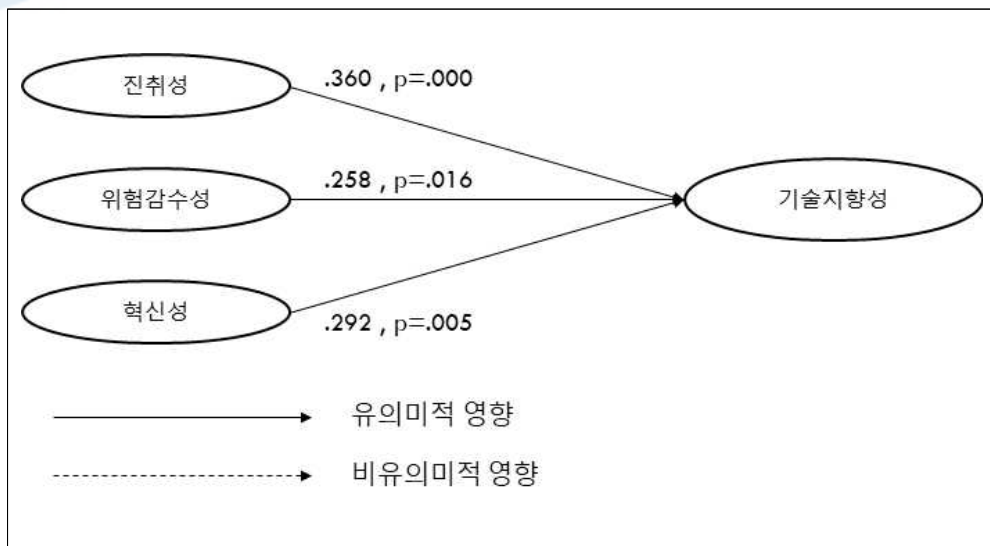 진취성
.360 , p=.000
위험감수성
.258 , p=.016
기술지향성
혁신성
.292 , p=.005
유의미적 영향
비유의미적 영향